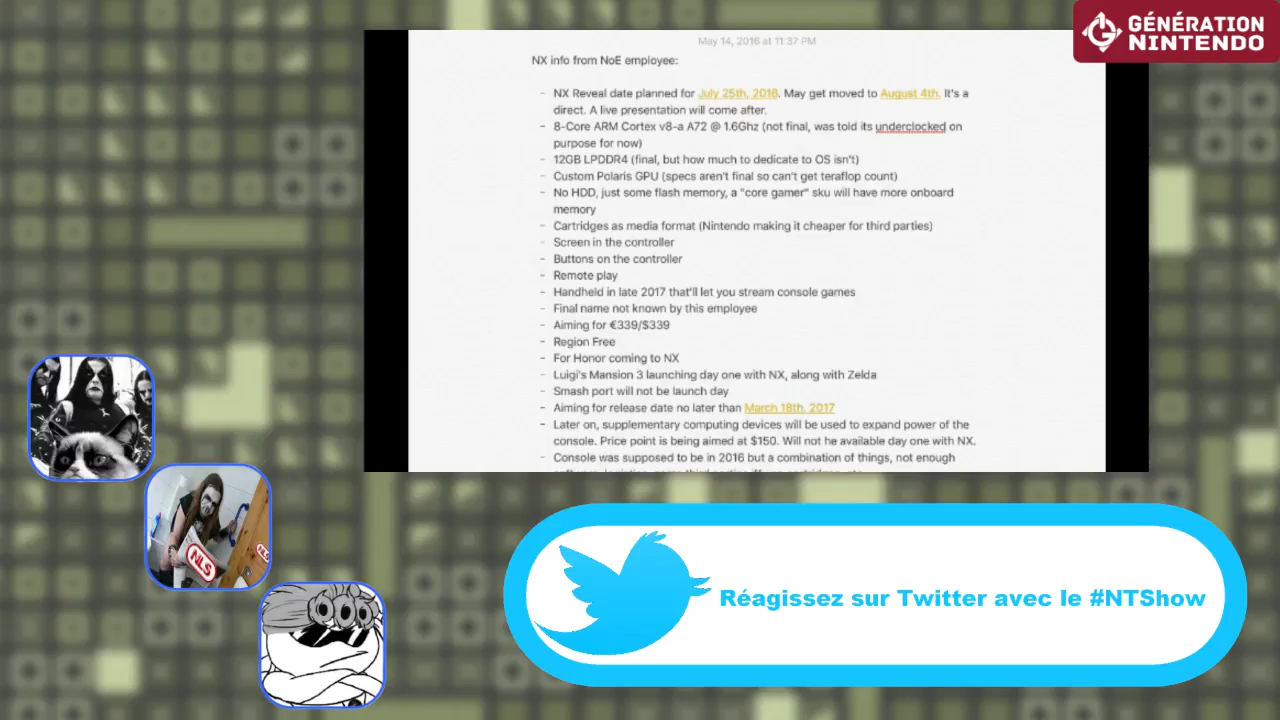 GÉNÉRATION
NINTENDO
May 14, 2016 at 11:37 PM
NX info from NoE employee:
- NX Reveal date planned for July 25th, 2016. May get moved to August 4th. It's a
direct. A live presentation will come after.
- 8-Core ARM Cortex v8-a A72 @ 1.6Ghz (not final, was told its underclocked on
purpose for now)
- 12GB LPDDR4 (final, but how much to dedicate to OS isn't)
- Custom Polaris GPU (specs aren't final so can't get teraflop count)
- No HDD, just some flash memory, a "core gamer" sku will have more onboard
memory
- Cartridges as media format (Nintendo making it cheaper for third parties)
- Screen in the controller
- Buttons on the controller
- Remote play
- Handheld in late 2017 that'll let you stream console games
- Final name not known by this employee
- Aiming for €339/$339
- Region Free
- For Honor coming to NX
- Luigi's Mansion 3 launching day one with NX, along with Zelda
- Smash port will not be launch day
- Aiming for release date no later than March 18th, 2017
- Later on, supplementary computing devices will be used to expand power of the
console. Price point is being aimed at $150. Will not he available day one with NX.
- Console was supposed to be in 2016 but a combination of things, not enough
NLS
NLS
Réagissez sur Twitter avec le #NTShow